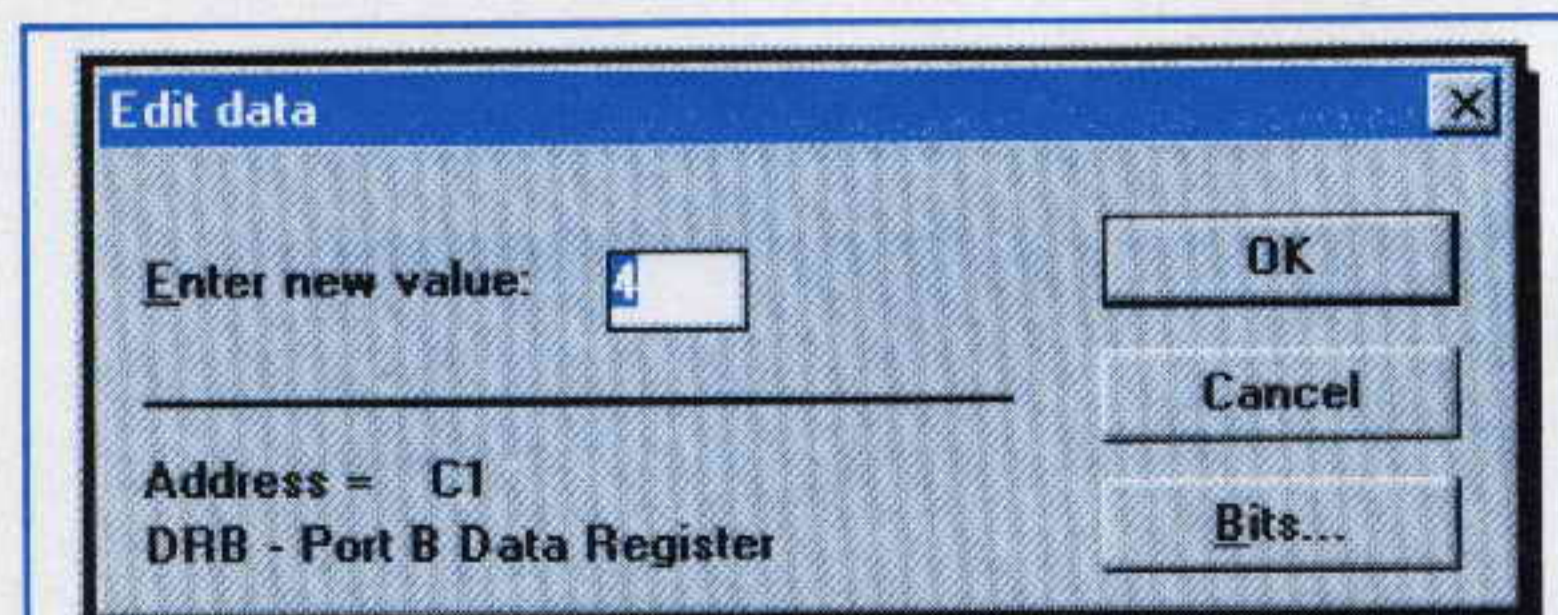 Edit data
Enter new value: 4
OK
Cancel
Address = C1
DRB - Port B Data Register
Bits...